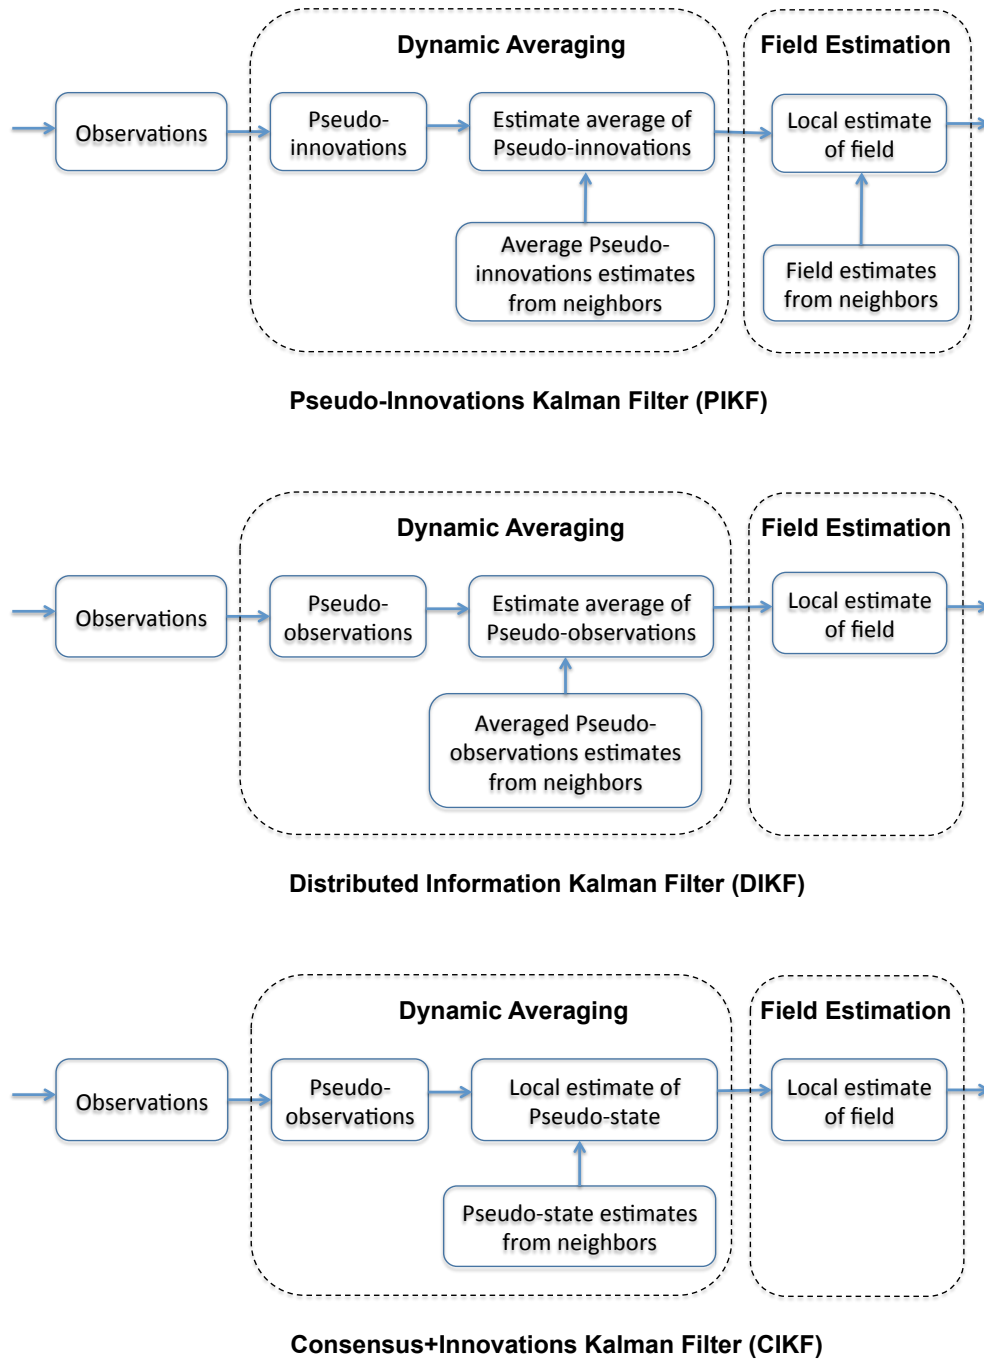 Dynamic Averaging
Field Estimation
Observations
Pseudo-
innovations
Estimate average of
Pseudo-innovations
Local estimate
of field
Average Pseudo-
innovations estimates
from neighbors
Field estimates
from neighbors
Pseudo-Innovations Kalman Filter (PIKF)
Dynamic Averaging
Field Estimation
Observations
Pseudo-
observations
Estimate average of
Pseudo-observations
Local estimate
of field
Averaged Pseudo-
observations estimates
from neighbors
Distributed Information Kalman Filter (DIKF)
Dynamic Averaging
Field Estimation
Observations
Pseudo-
observations
Local estimate of
Pseudo-state
Local estimate
of field
Pseudo-state estimates
from neighbors
Consensus+Innovations Kalman Filter (CIKF)